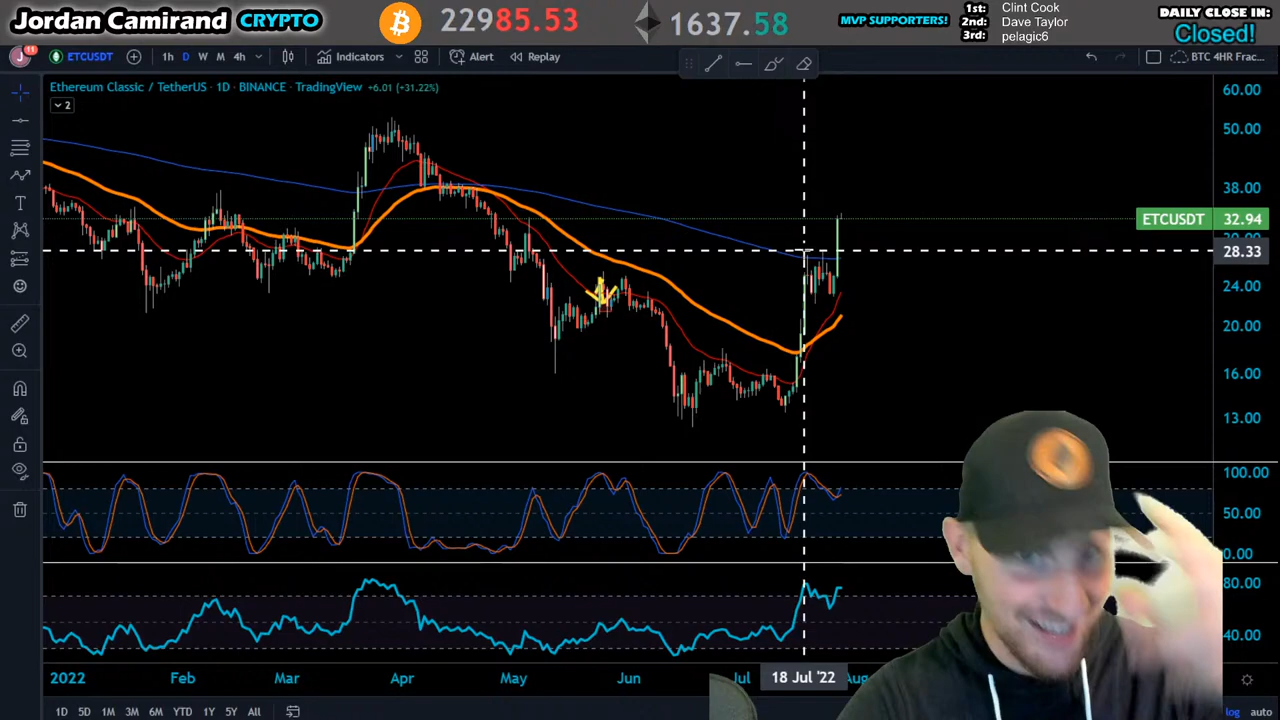 Jordan Camirand CRYPTO
22985.53
1637.58
MVP SUPPORTERS!
1st: Clint Cook
2nd: Dave Taylor
3rd: pelagic6
DAILY CLOSE IN:
Closed!
J 11 ETCUSDT 1h D W M 4h Indicators Alert Replay BTC 4HR Frac...
Ethereum Classic / TetherUS · 1D · BINANCE · TradingView +6.01 (+31.22%)
2
60.00
50.00
38.00
ETCUSDT 32.94
28.33
24.00
20.00
16.00
13.00
100.00
50.00
0.00
80.00
40.00
2022 Feb Mar Apr May Jun Jul 18 Jul '22 Aug
1D 5D 1M 3M 6M YTD 1Y 5Y All
log auto